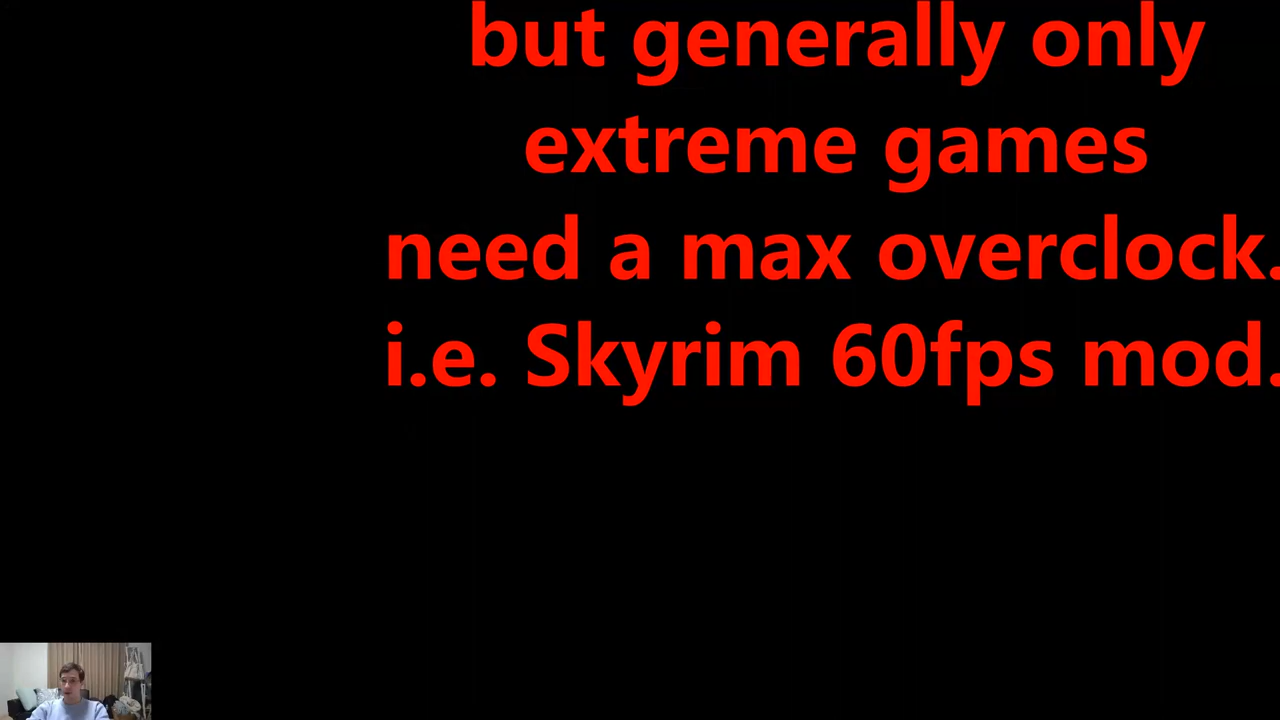 but generally only
extreme games
need a max overclock.
i.e. Skyrim 60fps mod.